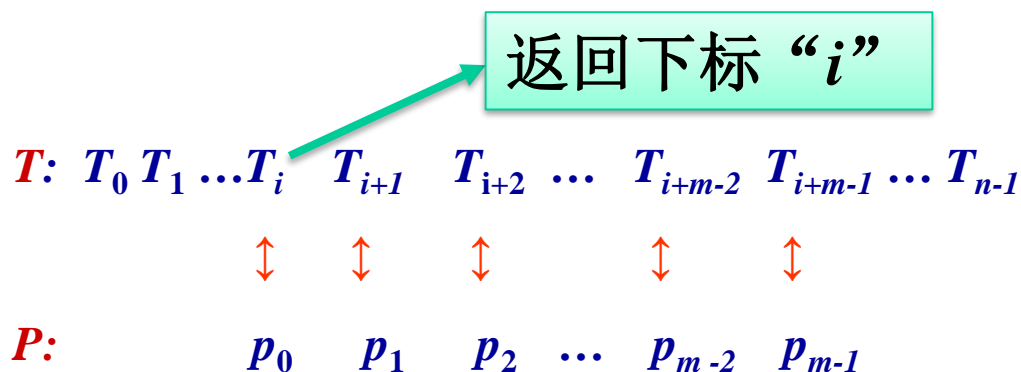 返回下标“i”
T: T₀ T₁ …Tᵢ Tᵢ₊₁ Tᵢ₊₂ … Tᵢ₊ₘ₋₂ Tᵢ₊ₘ₋₁ … Tₙ₋₁
↕ ↕ ↕ ↕ ↕
P: p₀ p₁ p₂ … pₘ₋₂ pₘ₋₁